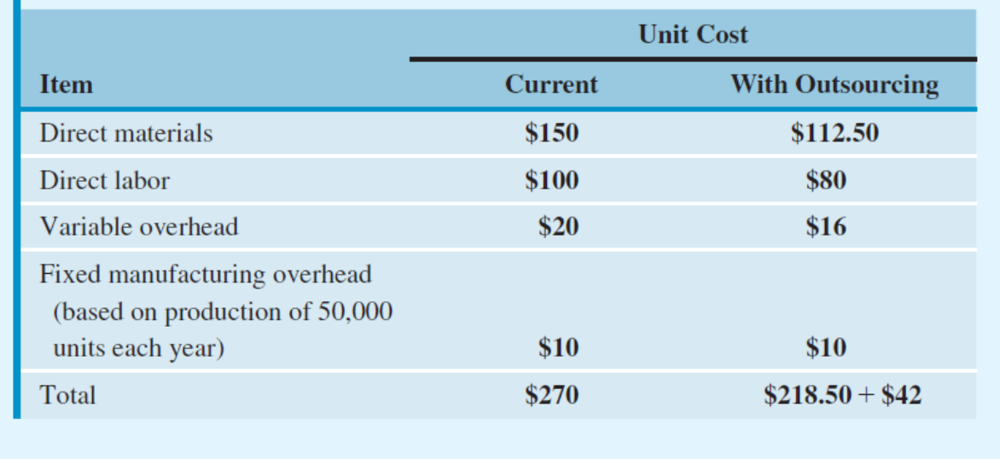 Unit Cost
Item Current With Outsourcing
Direct materials $150 $112.50
Direct labor $100 $80
Variable overhead $20 $16
Fixed manufacturing overhead
(based on production of 50,000
units each year) $10 $10
Total $270 $218.50 + $42